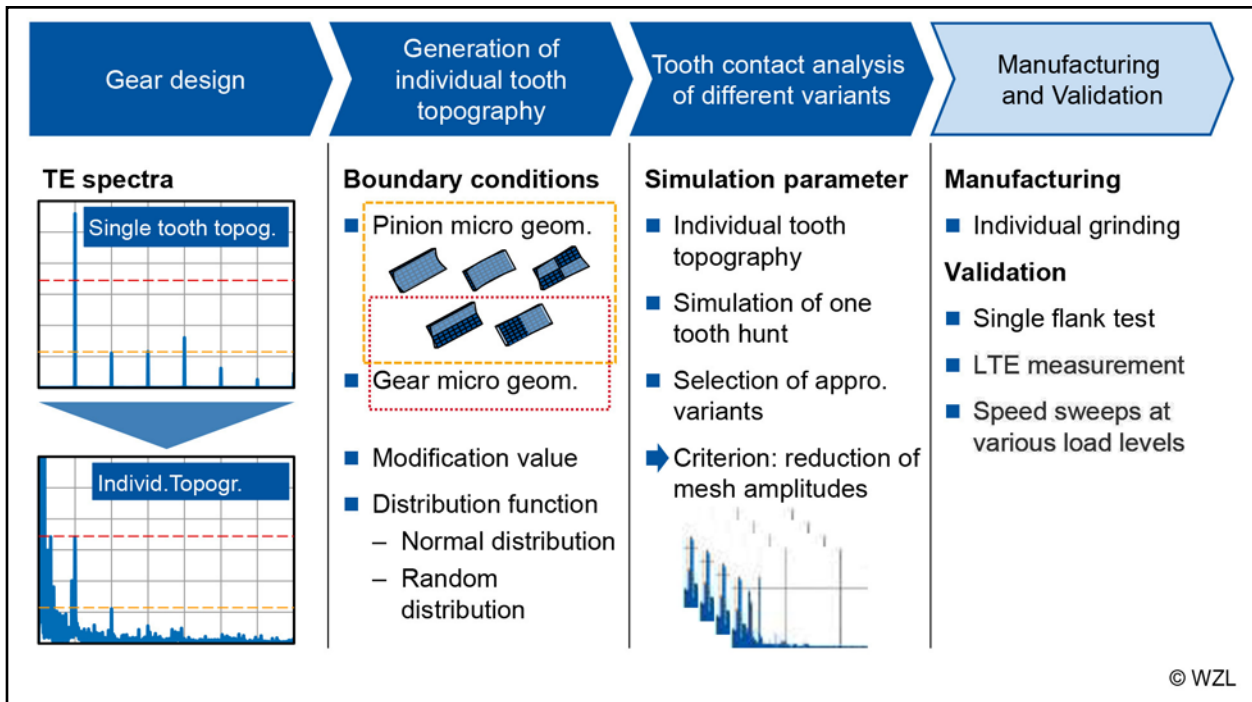 Gear design
Generation of
individual tooth
topography
Tooth contact analysis
of different variants
Manufacturing
and Validation
TE spectra
Single tooth topog.
Individ.Topogr.
Boundary conditions
Pinion micro geom.
Gear micro geom.
Modification value
Distribution function
– Normal distribution
– Random
distribution
Simulation parameter
Individual tooth
topography
Simulation of one
tooth hunt
Selection of appro.
variants
Criterion: reduction of
mesh amplitudes
Manufacturing
Individual grinding
Validation
Single flank test
LTE measurement
Speed sweeps at
various load levels
© WZL